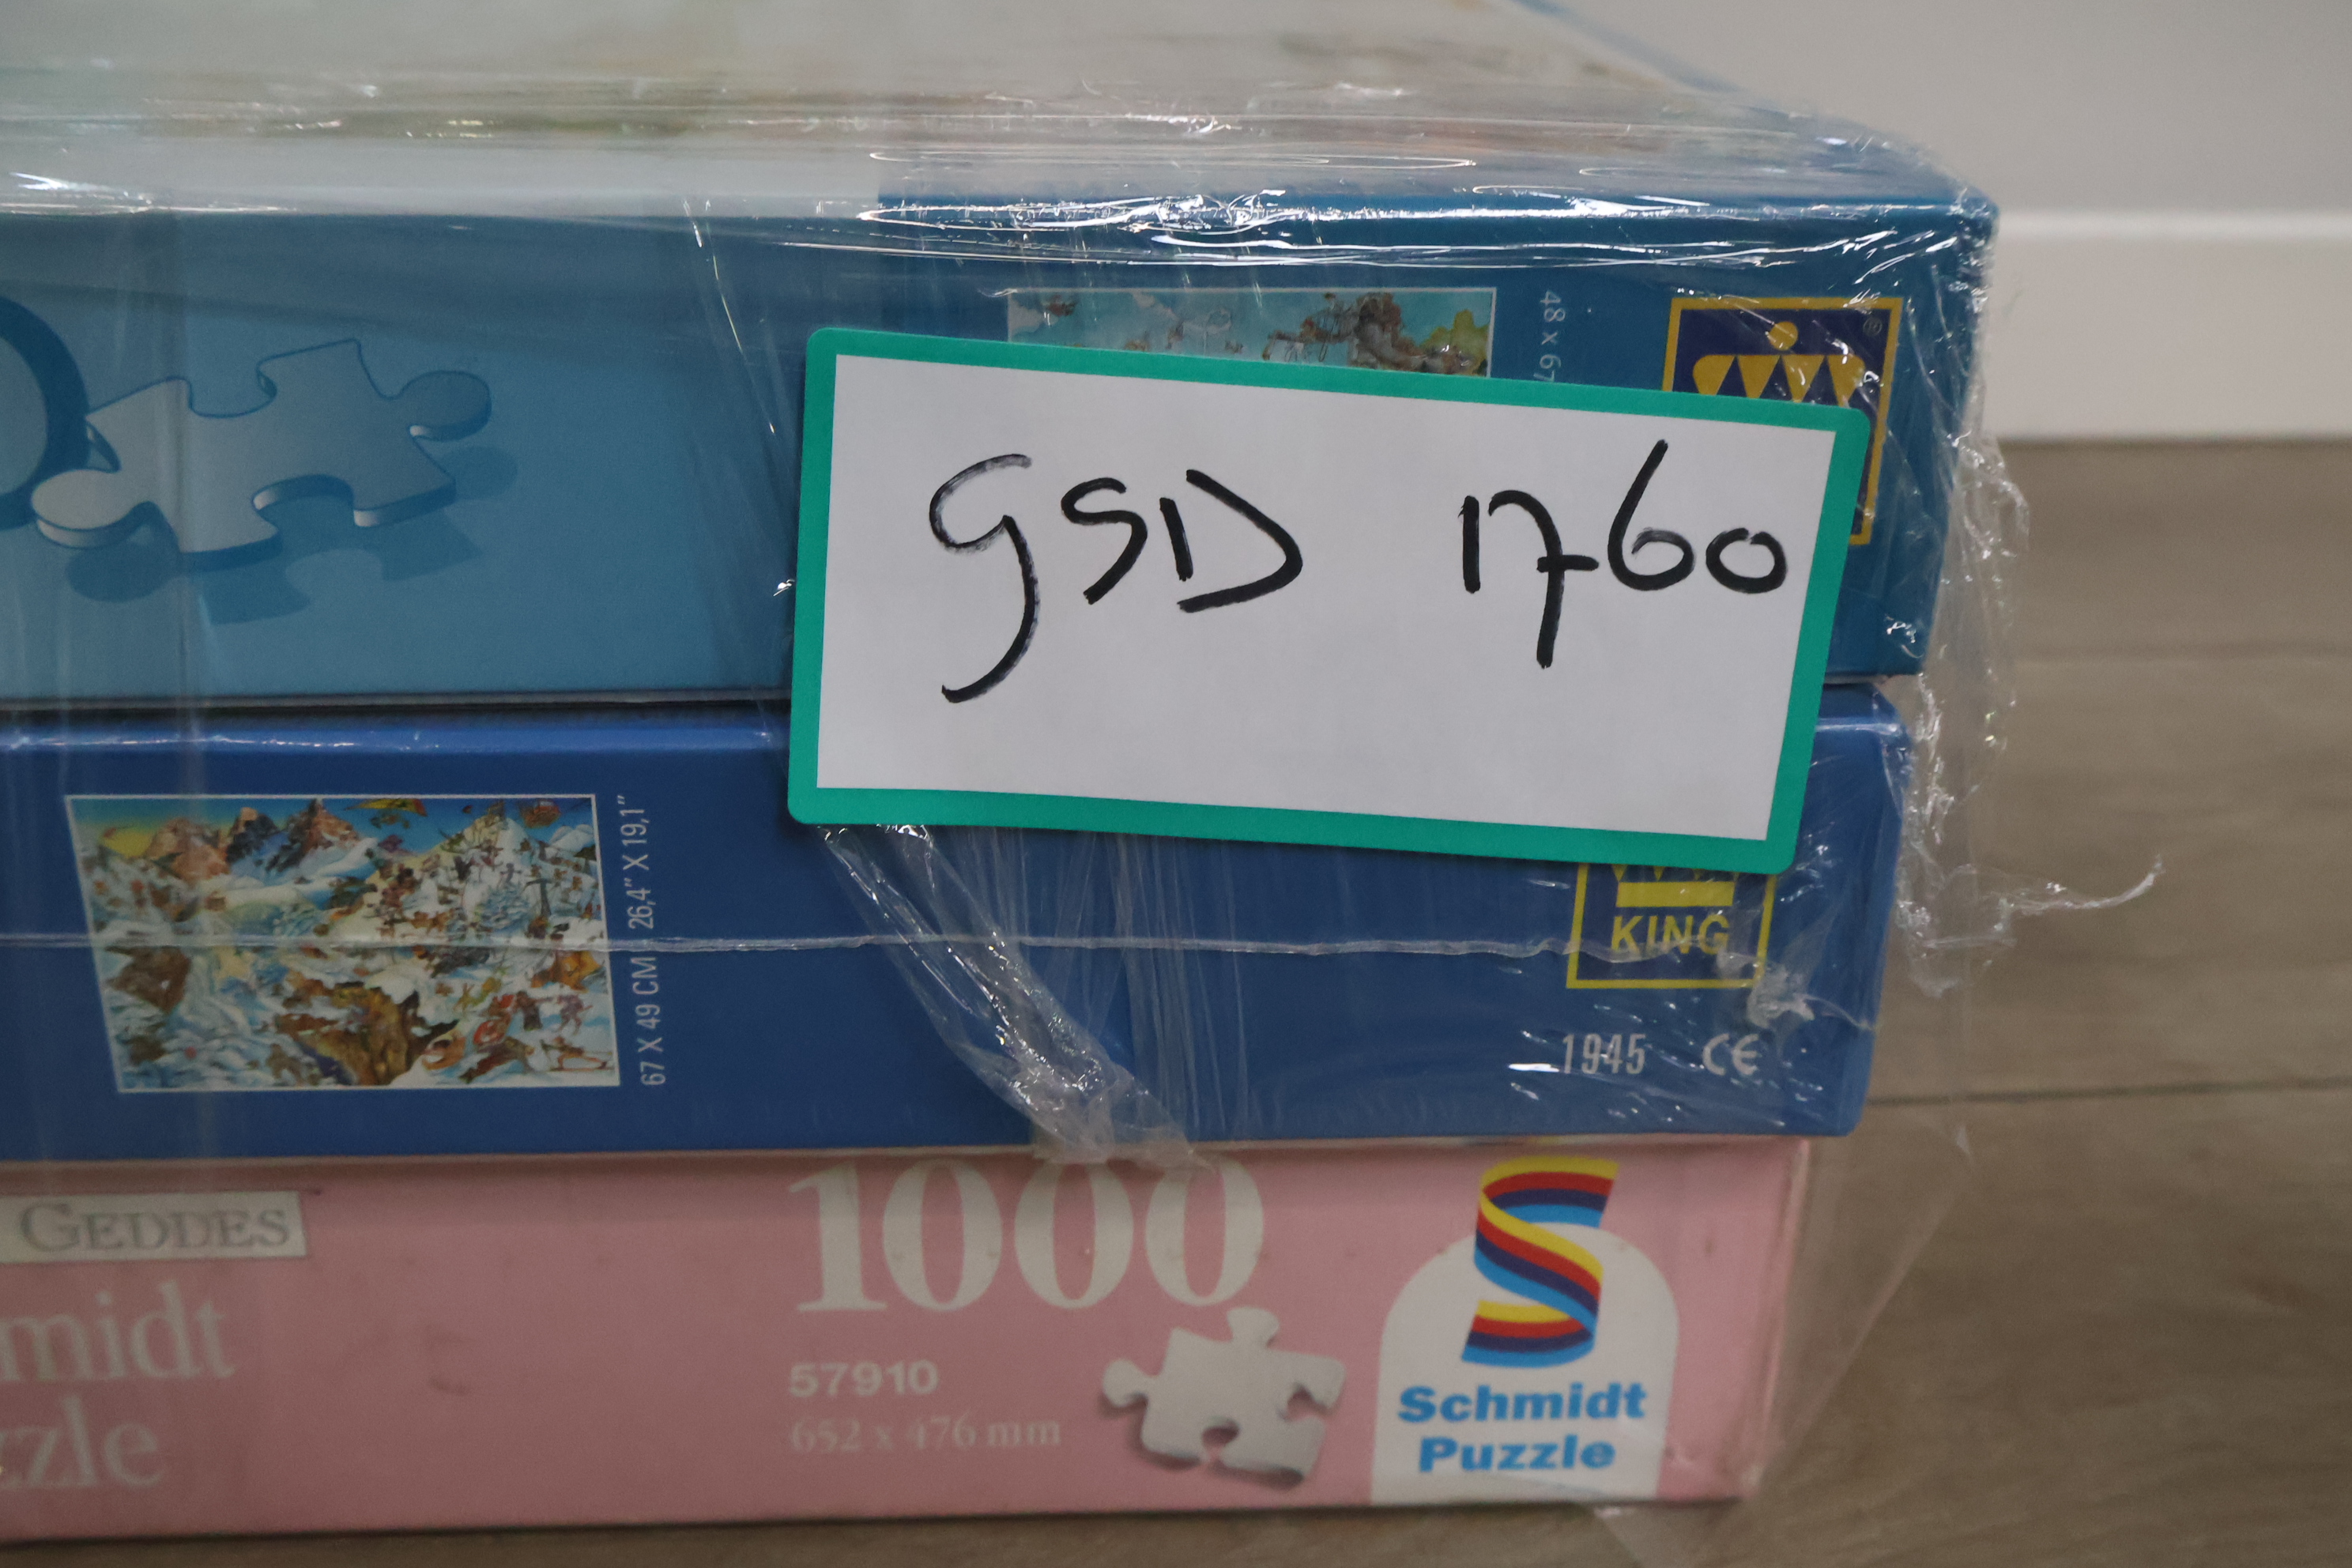 48 x 67
®
GSD 1760
67 X 49 CM 26,4" X 19,1"
KING
1945 CE
GEDDES
1000
midt
zzle
57910
652 x 476 mm
Schmidt
Puzzle